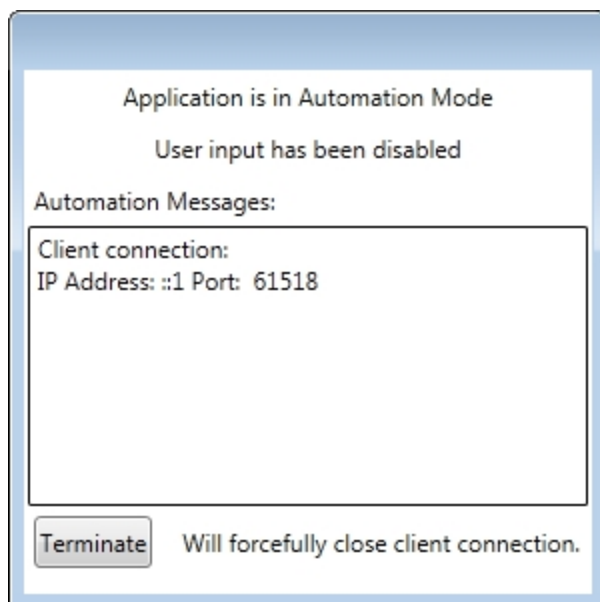 Application is in Automation Mode
User input has been disabled
Automation Messages:
Client connection:
IP Address: ::1 Port:  61518
Terminate Will forcefully close client connection.